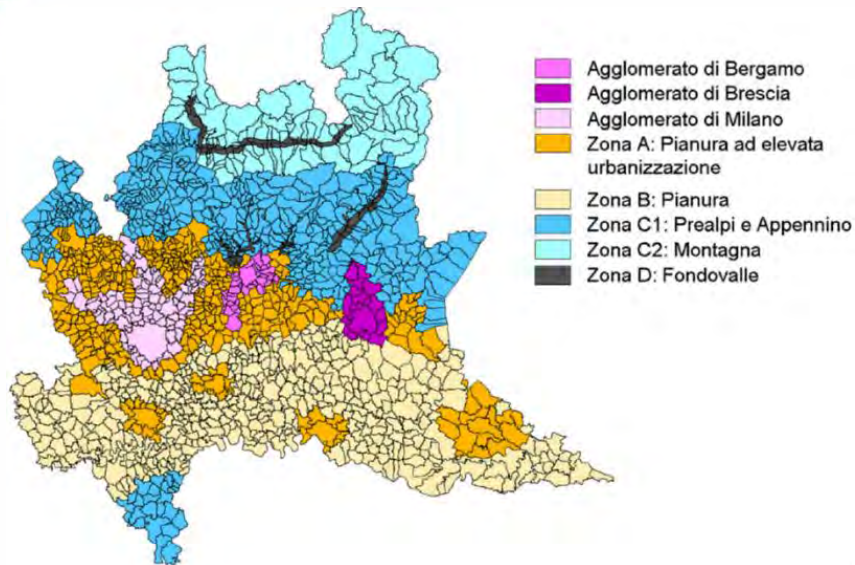 Agglomerato di Bergamo
Agglomerato di Brescia
Agglomerato di Milano
Zona A: Pianura ad elevata
urbanizzazione
Zona B: Pianura
Zona C1: Prealpi e Appennino
Zona C2: Montagna
Zona D: Fondovalle